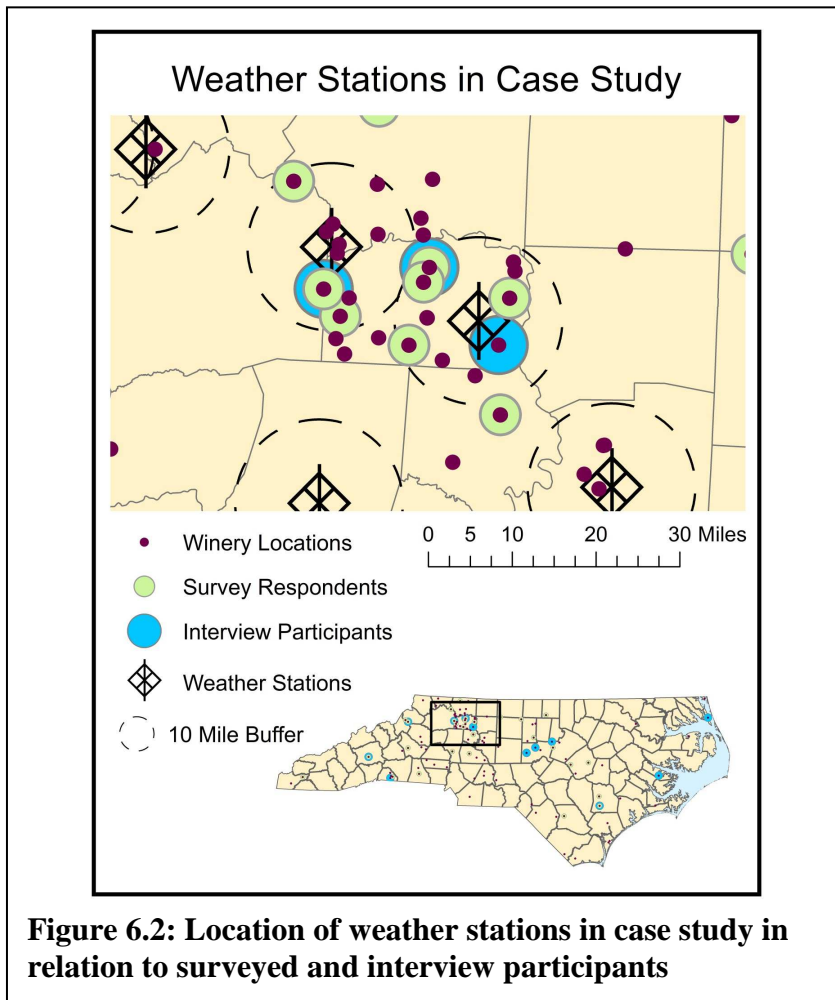 Weather Stations in Case Study
0 5 10 20 30 Miles
Winery Locations
Survey Respondents
Interview Participants
Weather Stations
10 Mile Buffer
Figure 6.2: Location of weather stations in case study in
relation to surveyed and interview participants